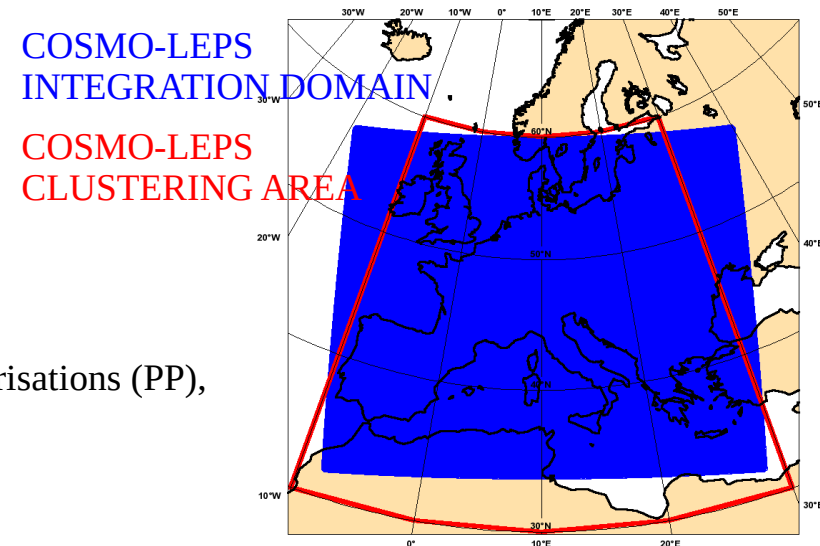 30°W 20°W 10°W 0° 10°E 20°E 30°E 40°E 50°E
COSMO-LEPS
INTEGRATION DOMAIN
30°W
50°E
COSMO-LEPS
CLUSTERING AREA
60°N
20°W
40°E
50°N
risations (PP),
40°N
10°W
30°E
30°N
0° 10°E 20°E